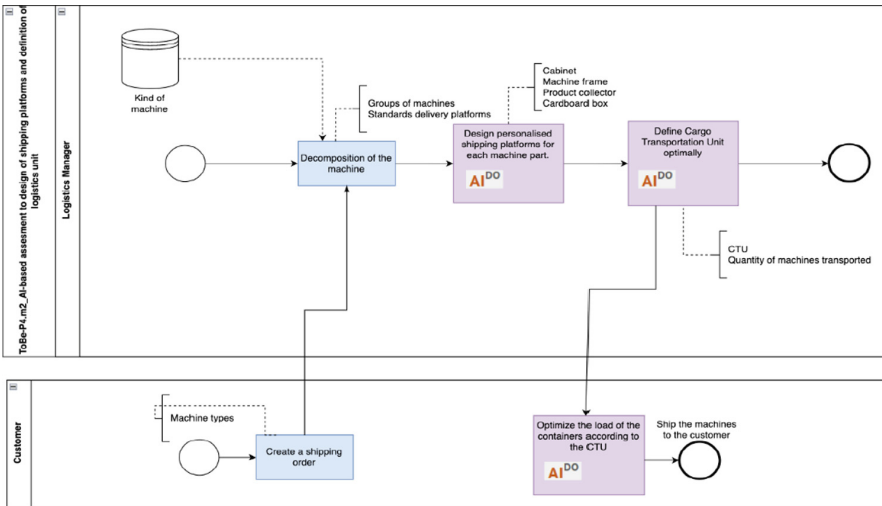 ToBe-P4.m2_AI-based assesment to design of shipping platforms and definition of
logistics unit
Logistics Manager
Kind of
machine
Groups of machines
Standards delivery platforms
Decomposition of the
machine
Cabinet
Machine frame
Product collector
Cardboard box
Design personalised
shipping platforms for
each machine part.
AI DO
Define Cargo
Transportation Unit
optimally
AI DO
CTU
Quantity of machines transported
Customer
Machine types
Create a shipping
order
Optimize the load of the
containers according to
the CTU
AI DO
Ship the machines
to the customer